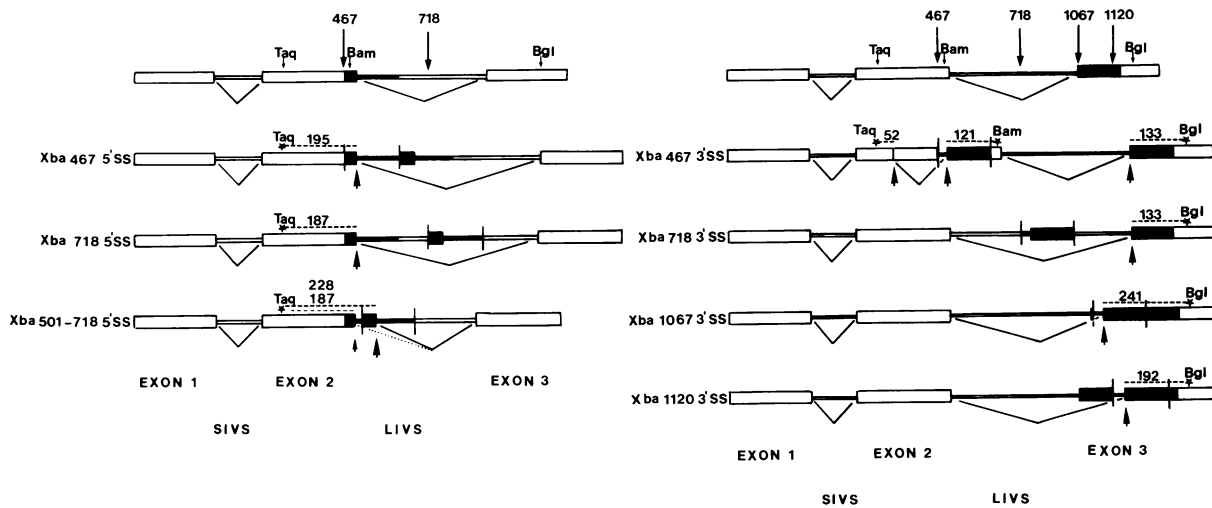 467 718
Taq Bam Bgl
Taq 195
Xba 467 5'SS
Taq 187
Xba 718 5'SS
228
Taq 187
Xba 501-718 5'SS
EXON 1 EXON 2 EXON 3
SIVS LIVS
467 718 1067 1120
Taq Bam Bgl
Taq 52 121 Bam 133 Bgl
Xba 467 3'SS
133 Bgl
Xba 718 3'SS
241 Bgl
Xba 1067 3'SS
192 Bgl
Xba 1120 3'SS
EXON 1 EXON 2 EXON 3
SIVS LIVS